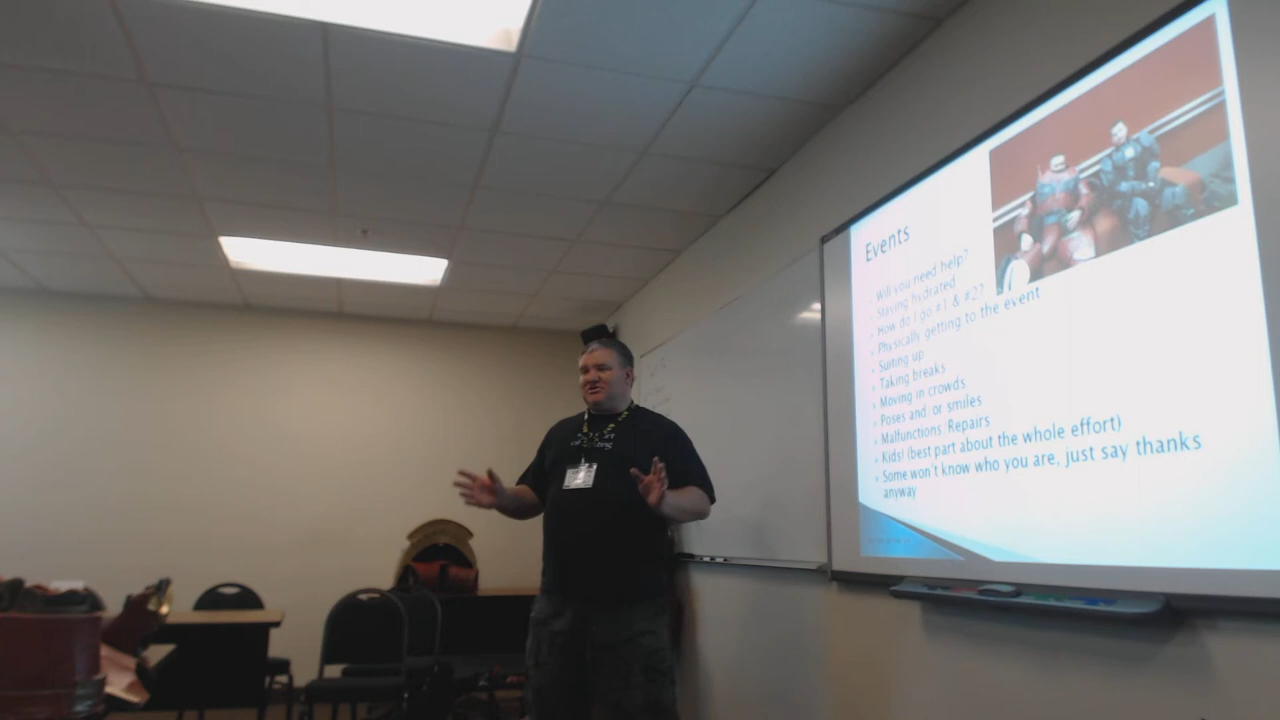 Events
Will you need help?
Staying hydrated
How do I go #1 & #2?
Physically getting to the event
Suiting up
Taking breaks
Moving in crowds
Poses and/or smiles
Malfunctions/Repairs
Kids! (best part about the whole effort)
Some won't know who you are, just say thanks
anyway